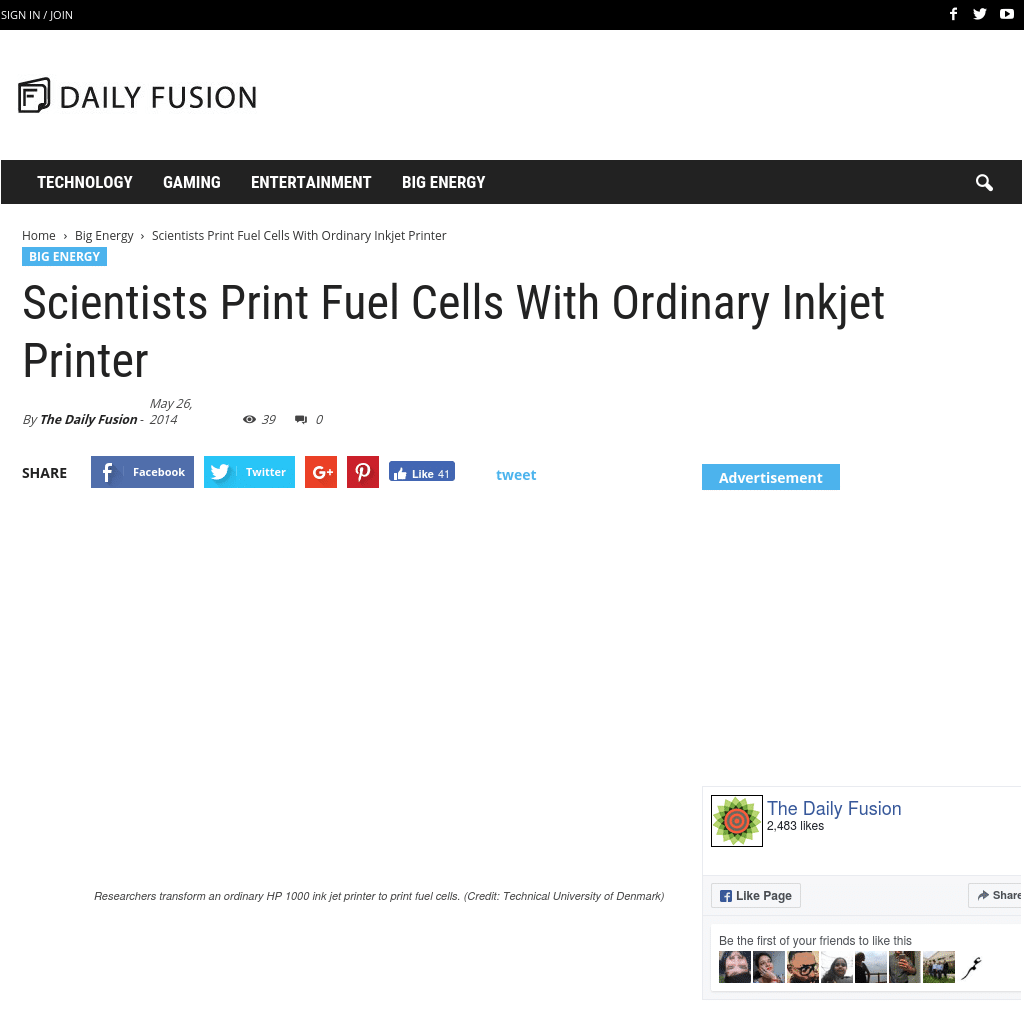 SIGN IN / JOIN
DAILY FUSION
TECHNOLOGY GAMING ENTERTAINMENT BIG ENERGY
Home › Big Energy › Scientists Print Fuel Cells With Ordinary Inkjet Printer
BIG ENERGY
Scientists Print Fuel Cells With Ordinary Inkjet
Printer
By The Daily Fusion - May 26, 2014 39 0
SHARE Facebook Twitter G+ Like 41 tweet
Advertisement
The Daily Fusion
2,483 likes
Like Page Share
Be the first of your friends to like this
Researchers transform an ordinary HP 1000 ink jet printer to print fuel cells. (Credit: Technical University of Denmark)